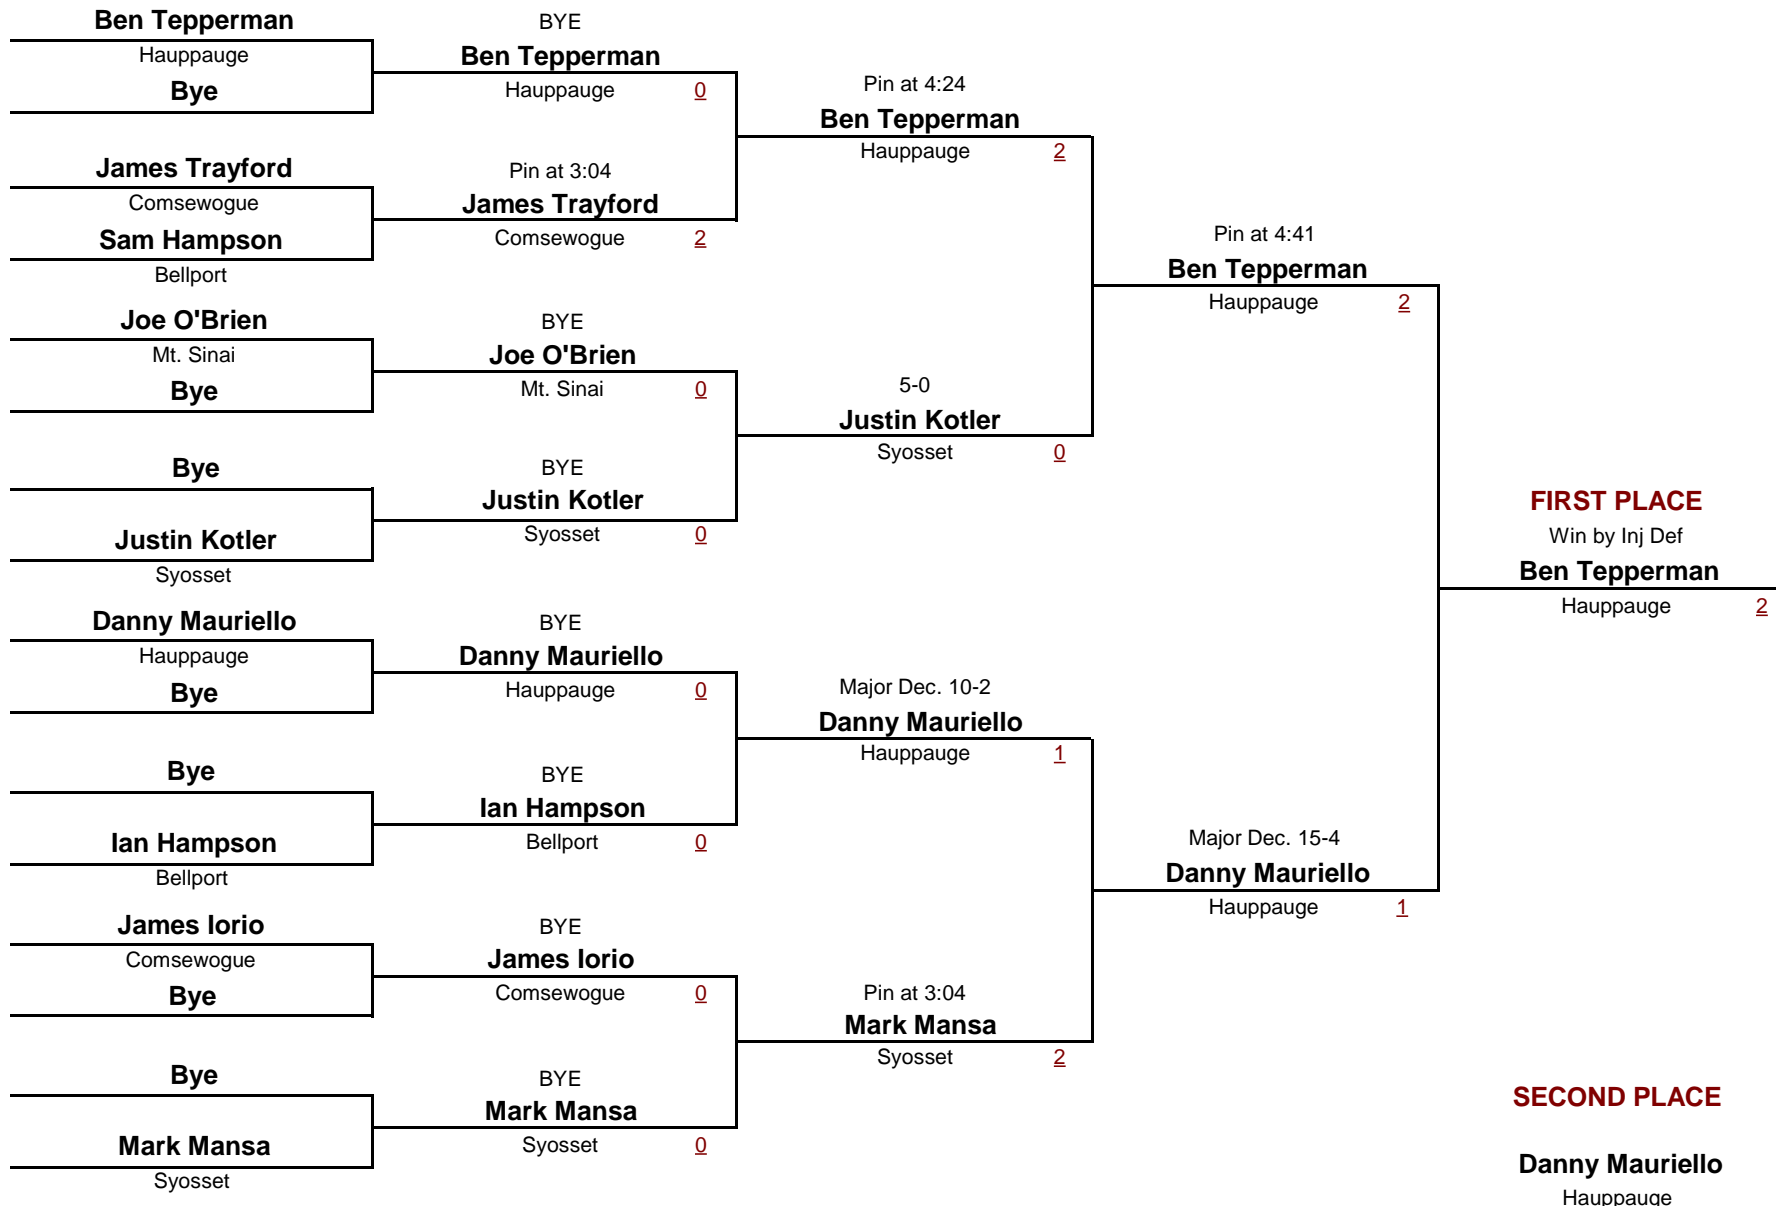 Ben Tepperman
Hauppauge
Bye
James Trayford
Comsewogue
Sam Hampson
Bellport
Joe O'Brien
Mt. Sinai
Bye
Bye
Justin Kotler
Syosset
Danny Mauriello
Hauppauge
Bye
Bye
Ian Hampson
Bellport
James Iorio
Comsewogue
Bye
Bye
Mark Mansa
Syosset
BYE
Ben Tepperman
Hauppauge 0
Pin at 3:04
James Trayford
Comsewogue 2
BYE
Joe O'Brien
Mt. Sinai 0
BYE
Justin Kotler
Syosset 0
BYE
Danny Mauriello
Hauppauge 0
BYE
Ian Hampson
Bellport 0
BYE
James Iorio
Comsewogue 0
BYE
Mark Mansa
Syosset 0
Pin at 4:24
Ben Tepperman
Hauppauge 2
5-0
Justin Kotler
Syosset 0
Major Dec. 10-2
Danny Mauriello
Hauppauge 1
Pin at 3:04
Mark Mansa
Syosset 2
Pin at 4:41
Ben Tepperman
Hauppauge 2
Major Dec. 15-4
Danny Mauriello
Hauppauge 1
FIRST PLACE
Win by Inj Def
Ben Tepperman
Hauppauge 2
SECOND PLACE
Danny Mauriello
Hauppauge